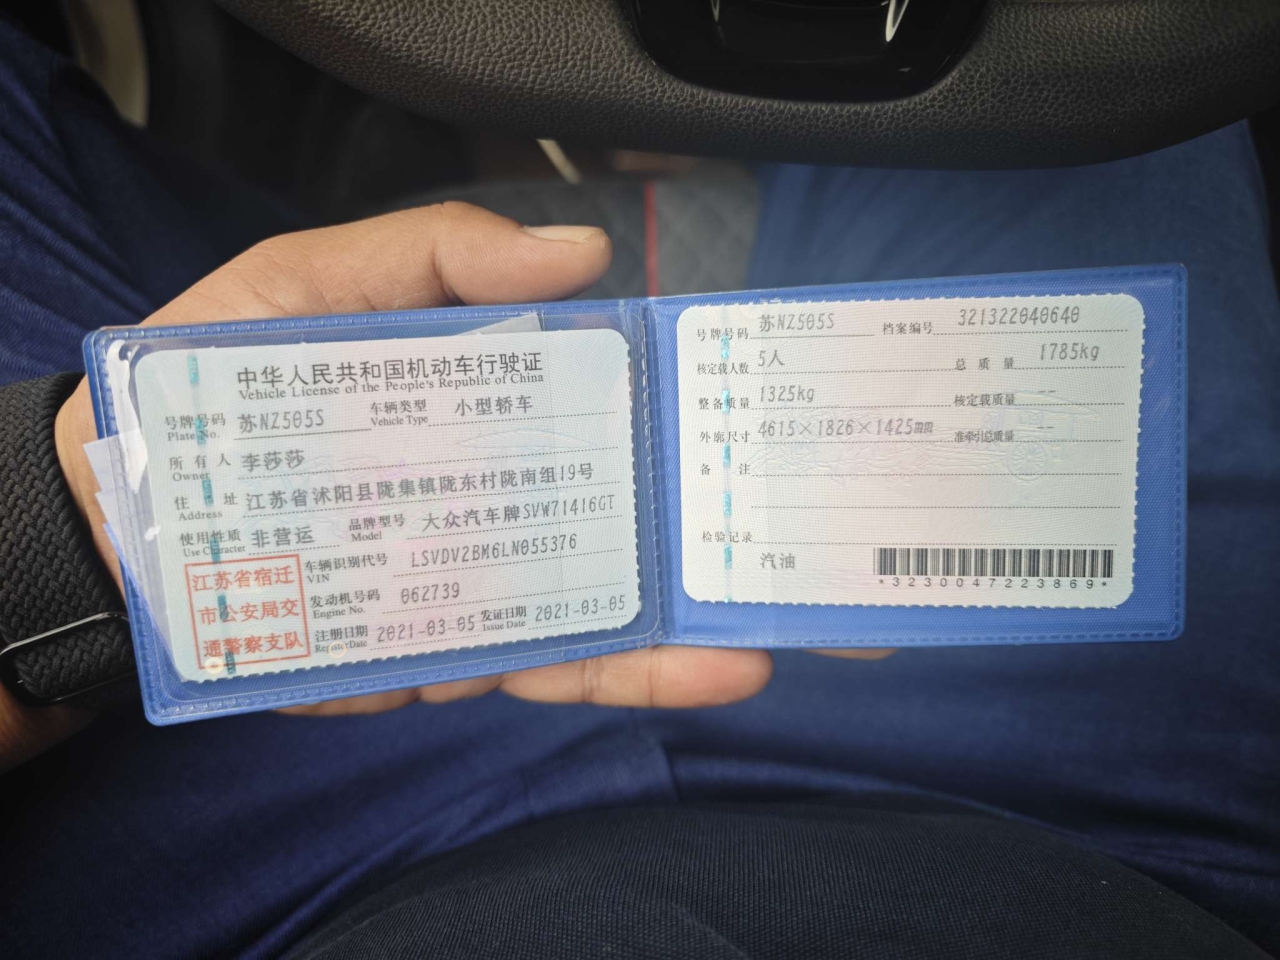 中华人民共和国机动车行驶证
Vehicle License of the People's Republic of China
号牌号码 苏NZ505S 车辆类型 小型轿车
Plate No. Vehicle Type
所有人 李莎莎
Owner
住址 江苏省沭阳县陇集镇陇东村陇南组19号
Address
使用性质 非营运 品牌型号 大众汽车牌SVW71416GT
Use Character Model
江苏省宿迁
市公安局交
通警察支队
车辆识别代号 LSVDV2BM6LN055376
VIN
发动机号码 062739
Engine No.
注册日期 2021-03-05 发证日期 2021-03-05
Register Date Issue Date
号牌号码 苏NZ505S 档案编号 321322040640
核定载人数 5人 总质量 1785kg
整备质量 1325kg 核定载质量 --
外廓尺寸 4615×1826×1425mm 准牵引总质量 --
备注
检验记录
汽油
*3230047223869*